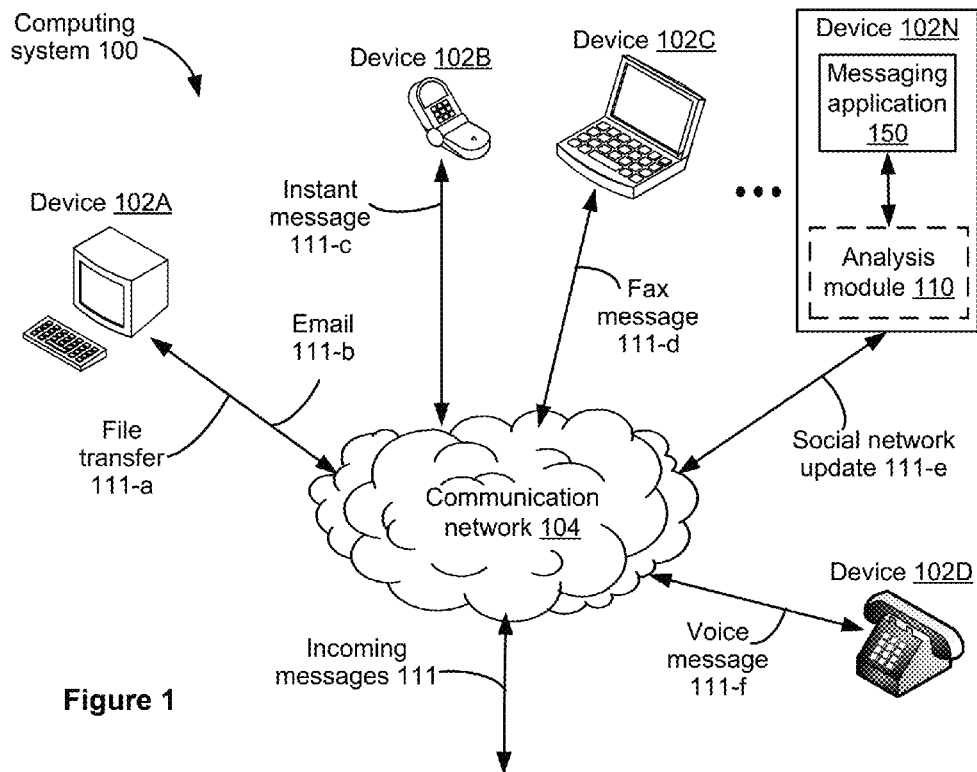 Computing
system 100
Device 102A
Device 102B
Device 102C
Device 102N
Messaging
application
150
Analysis
module 110
Instant
message
111-c
Email
111-b
File
transfer
111-a
Fax
message
111-d
Social network
update 111-e
Communication
network 104
Device 102D
Voice
message
111-f
Incoming
messages 111
Figure 1